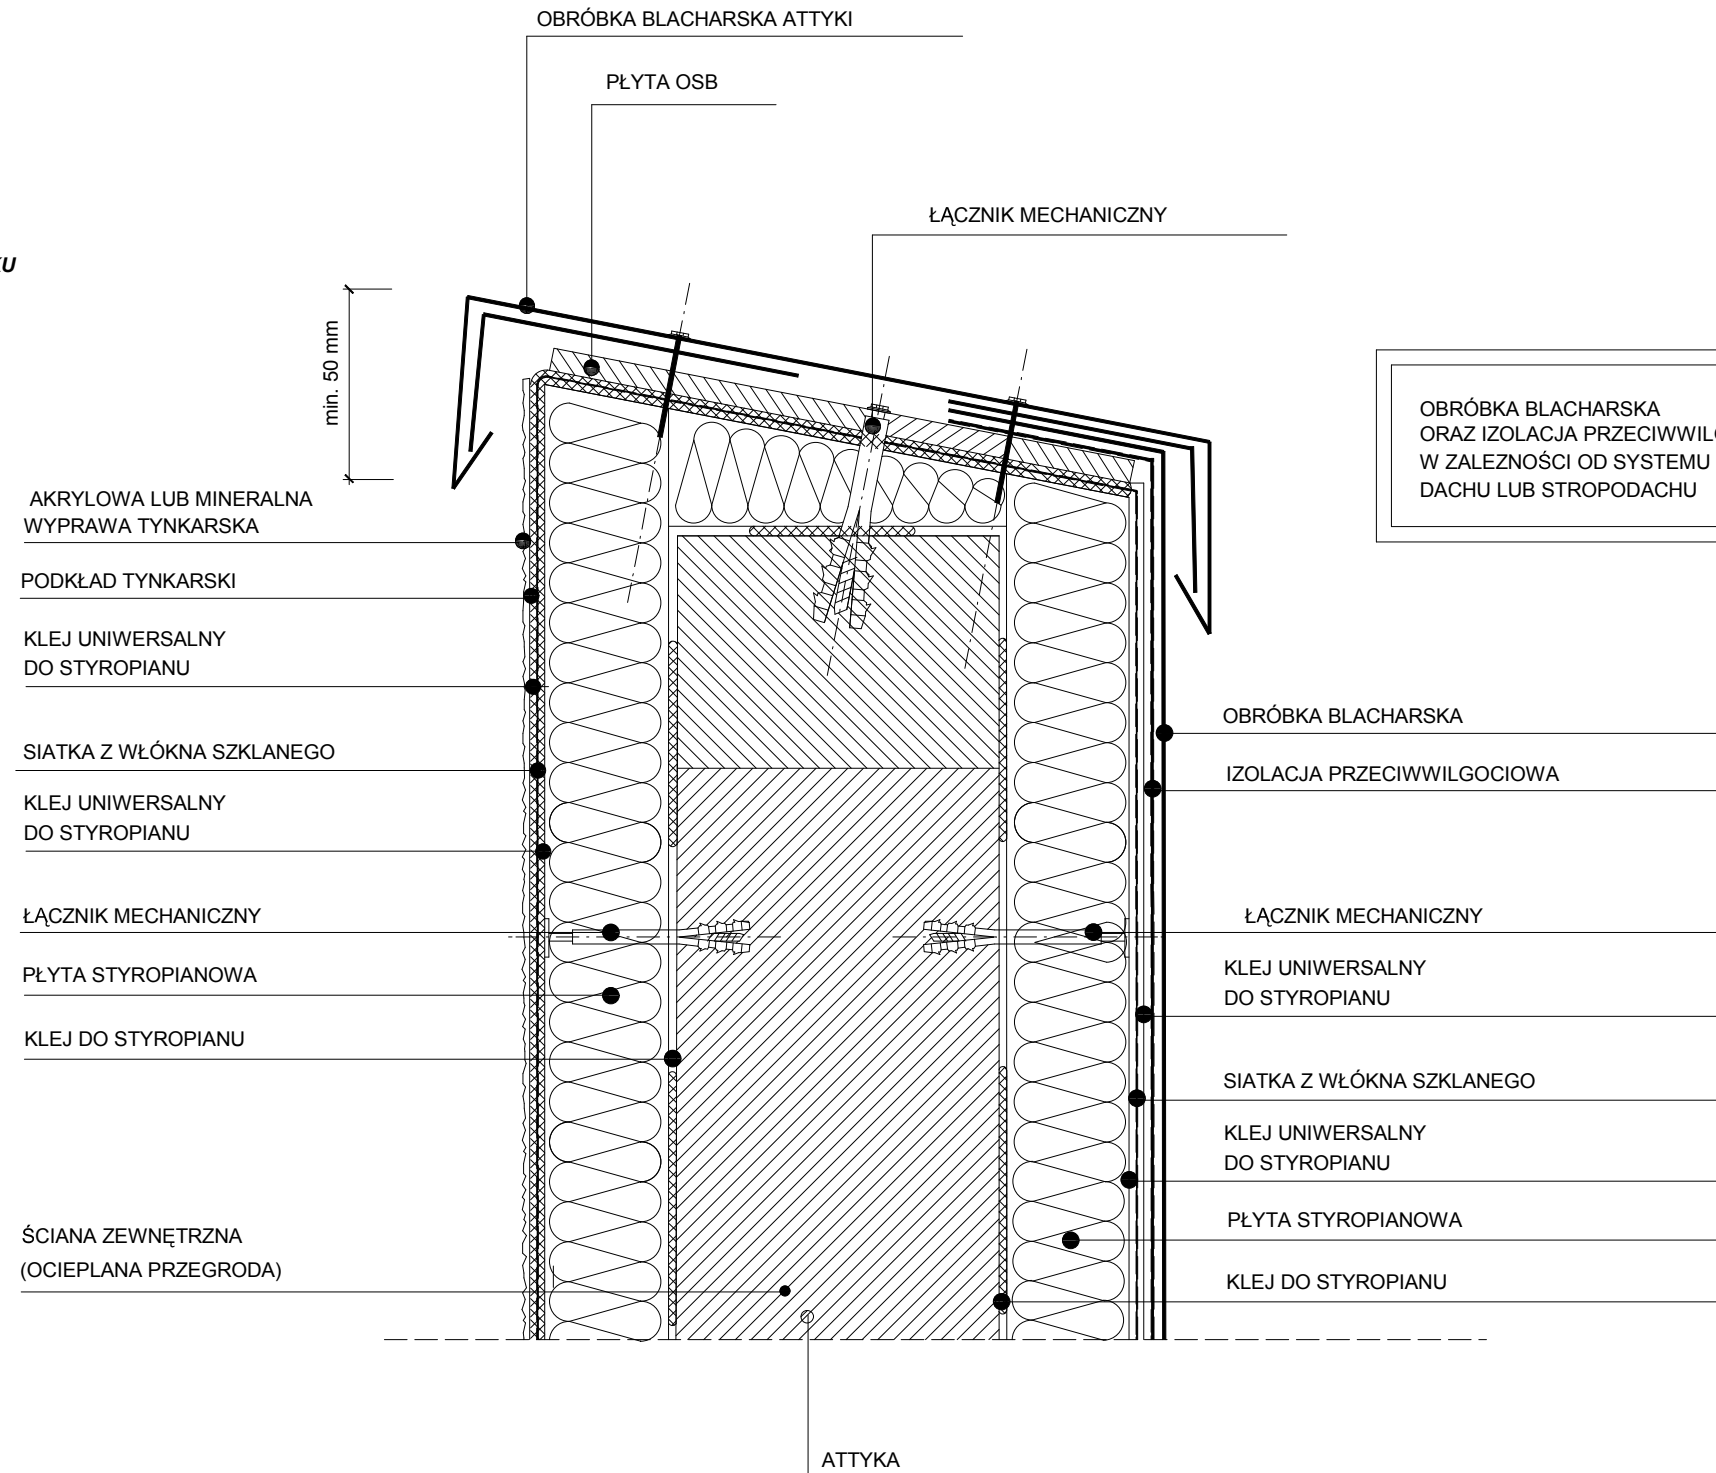 OBRÓBKA BLACHARSKA ATTYKI
PŁYTA OSB
ŁĄCZNIK MECHANICZNY
min. 50 mm
OBRÓBKA BLACHARSKA
ORAZ IZOLACJA
W ZALEZNOŚCI OD SYSTEMU
DACHU LUB STROPODACHU
AKRYLOWA LUB MINERALNA
WYPRAWA TYNKARSKA
PODKŁAD TYNKARSKI
KLEJ UNIWERSALNY
DO STYROPIANU
SIATKA Z WŁÓKNA SZKLANEGO
KLEJ UNIWERSALNY
DO STYROPIANU
ŁĄCZNIK MECHANICZNY
PŁYTA STYROPIANOWA
KLEJ DO STYROPIANU
ŚCIANA ZEWNĘTRZNA
(OCIEPLANA PRZEGRODA)
OBRÓBKA BLACHARSKA
IZOLACJA PRZECIWWILGOCIOWA
ŁĄCZNIK MECHANICZNY
KLEJ UNIWERSALNY
DO STYROPIANU
SIATKA Z WŁÓKNA SZKLANEGO
KLEJ UNIWERSALNY
DO STYROPIANU
PŁYTA STYROPIANOWA
KLEJ DO STYROPIANU
ATTYKA